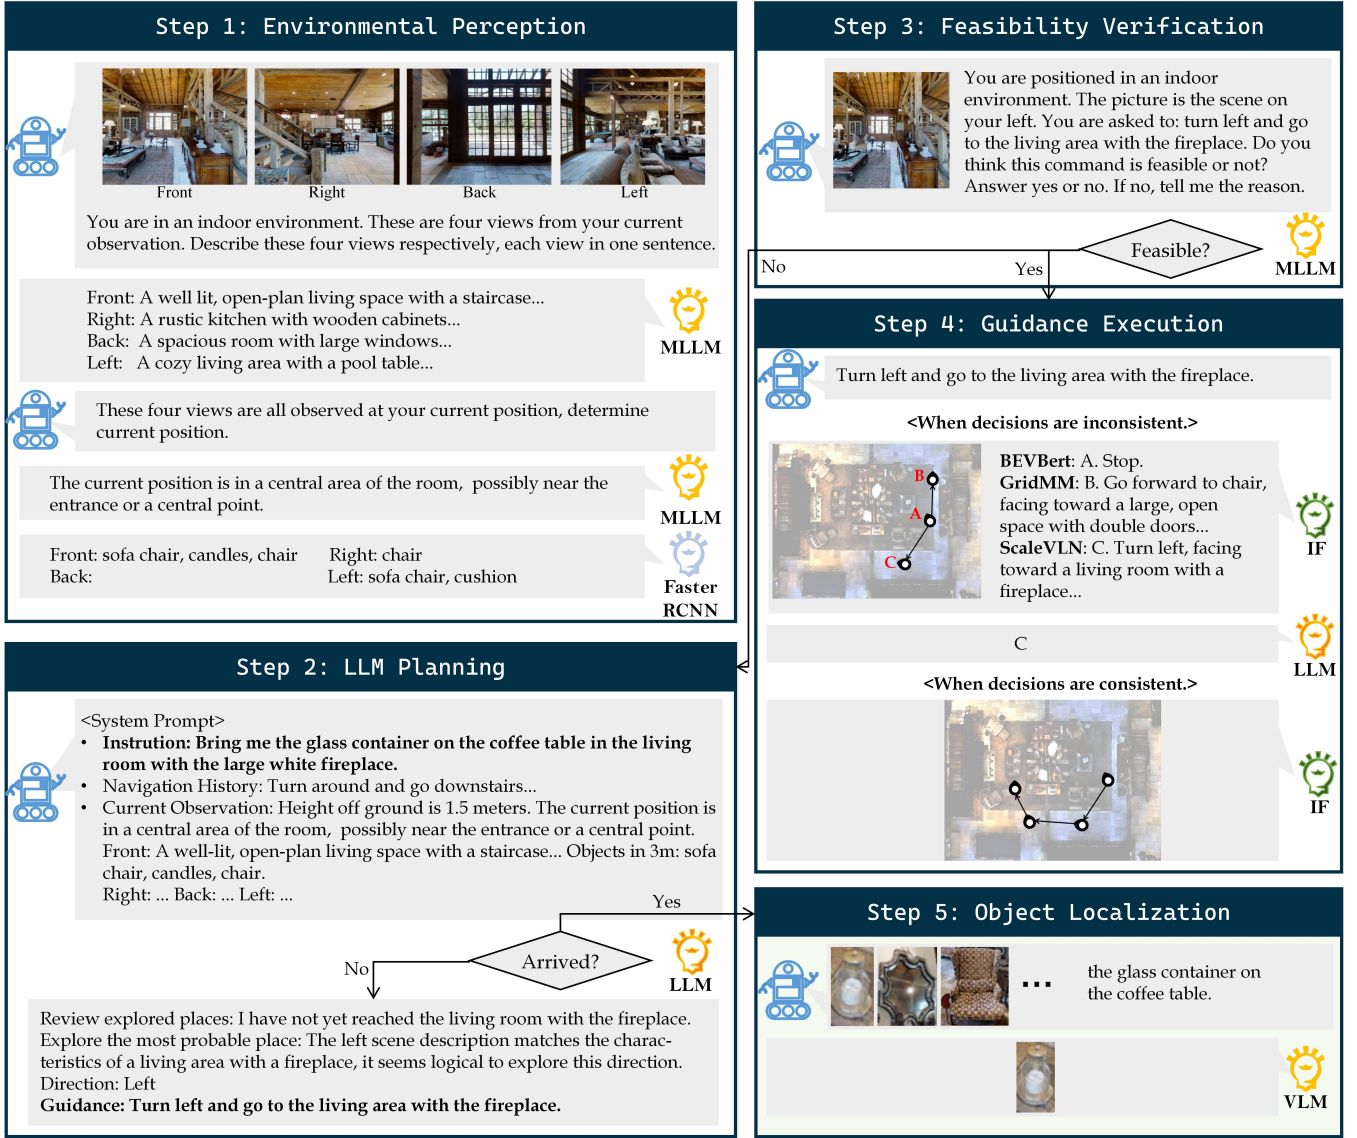 Step 1: Environmental Perception
Front
Right
Back
Left
You are in an indoor environment. These are four views from your current
observation. Describe these four views respectively, each view in one sentence.
Front: A well lit, open-plan living space with a staircase...
Right: A rustic kitchen with wooden cabinets...
Back: A spacious room with large windows...
Left: A cozy living area with a pool table...
MLLM
These four views are all observed at your current position, determine
current position.
The current position is in a central area of the room, possibly near the
entrance or a central point.
MLLM
Front: sofa chair, candles, chair
Right: chair
Back:
Left: sofa chair, cushion
Faster
RCNN
Step 2: LLM Planning
<System Prompt>
• Instrution: Bring me the glass container on the coffee table in the living
room with the large white fireplace.
• Navigation History: Turn around and go downstairs...
• Current Observation: Height off ground is 1.5 meters. The current position is
in a central area of the room, possibly near the entrance or a central point.
Front: A well-lit, open-plan living space with a staircase... Objects in 3m: sofa
chair, candles, chair.
Right: ... Back: ... Left: ...
Yes
Arrived?
No
LLM
Review explored places: I have not yet reached the living room with the fireplace.
Explore the most probable place: The left scene description matches the charac-
teristics of a living area with a fireplace, it seems logical to explore this direction.
Direction: Left
Guidance: Turn left and go to the living area with the fireplace.
Step 3: Feasibility Verification
You are positioned in an indoor
environment. The picture is the scene on
your left. You are asked to: turn left and go
to the living area with the fireplace. Do you
think this command is feasible or not?
Answer yes or no. If no, tell me the reason.
Feasible?
No
Yes
MLLM
Step 4: Guidance Execution
Turn left and go to the living area with the fireplace.
<When decisions are inconsistent.>
B
A
C
BEVBert: A. Stop.
GridMM: B. Go forward to chair,
facing toward a large, open
space with double doors...
ScaleVLN: C. Turn left, facing
toward a living room with a
fireplace...
IF
C
LLM
<When decisions are consistent.>
IF
Step 5: Object Localization
...
the glass container on
the coffee table.
VLM